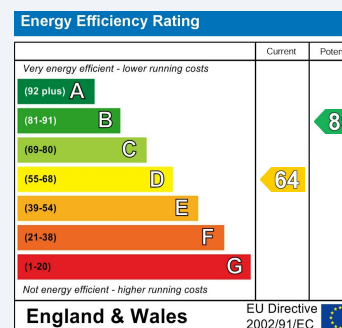 Energy Efficiency Rating
Current
Very energy efficient - lower running costs
(92 plus) A
(81-91) B
(69-80) C
(55-68) D 64
(39-54) E
(21-38) F
(1-20) G
Not energy efficient - higher running costs
England & Wales
EU Directive
2002/91/EC